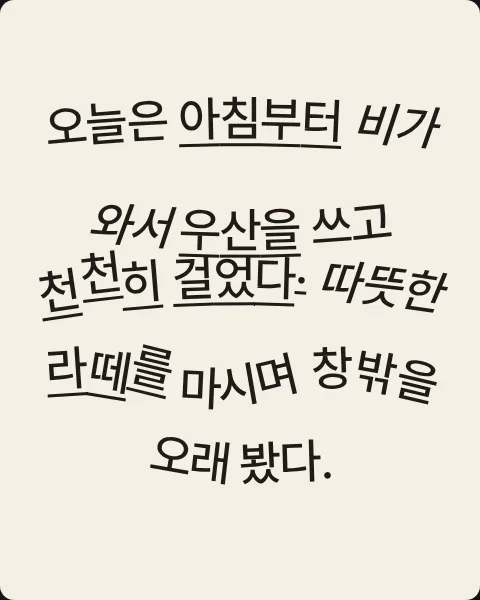 오늘은 아침부터 비가
와서 우산을 쓰고
천천히 걸었다. 따뜻한
라떼를 마시며 창밖을
오래 봤다.